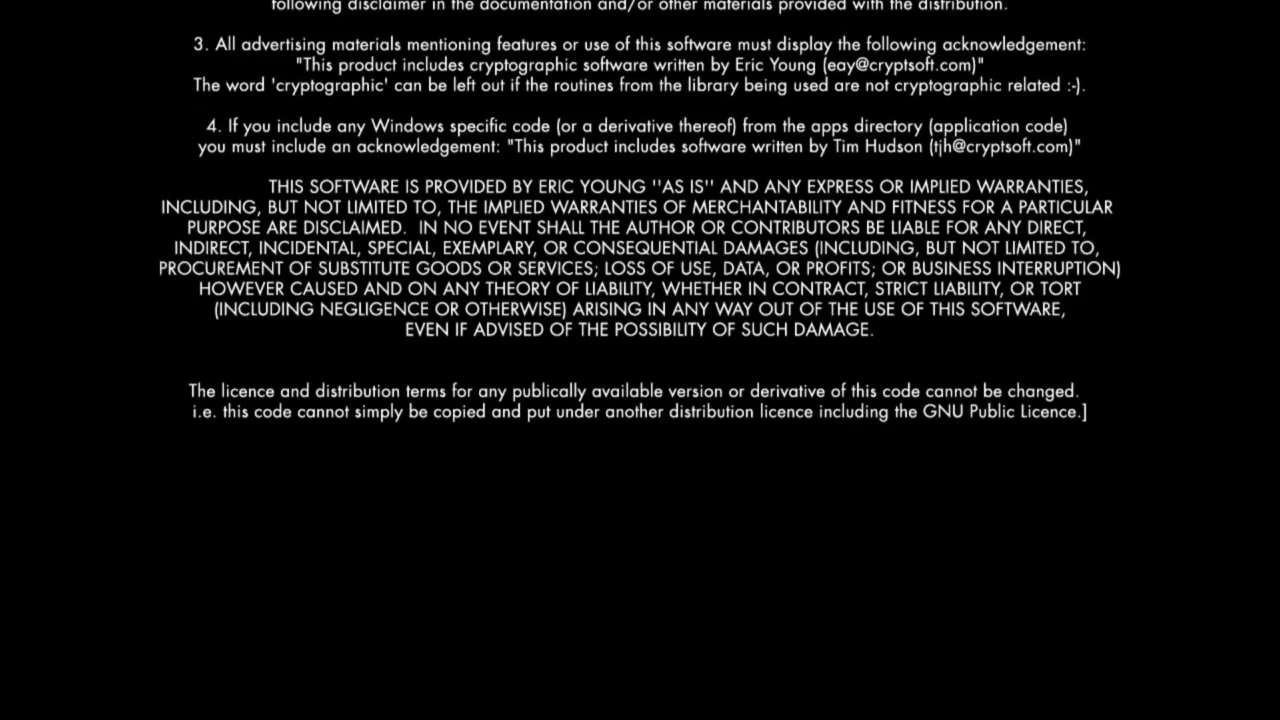 following disclaimer in the documentation and/or other materials provided with the distribution.
3. All advertising materials mentioning features or use of this software must display the following acknowledgement:
"This product includes cryptographic software written by Eric Young (eay@cryptsoft.com)"
The word 'cryptographic' can be left out if the routines from the library being used are not cryptographic related :-).
4. If you include any Windows specific code (or a derivative thereof) from the apps directory (application code)
you must include an acknowledgement: "This product includes software written by Tim Hudson (tjh@cryptsoft.com)"
THIS SOFTWARE IS PROVIDED BY ERIC YOUNG ''AS IS'' AND ANY EXPRESS OR IMPLIED WARRANTIES,
INCLUDING, BUT NOT LIMITED TO, THE IMPLIED WARRANTIES OF MERCHANTABILITY AND FITNESS FOR A PARTICULAR
PURPOSE ARE DISCLAIMED.  IN NO EVENT SHALL THE AUTHOR OR CONTRIBUTORS BE LIABLE FOR ANY DIRECT,
INDIRECT, INCIDENTAL, SPECIAL, EXEMPLARY, OR CONSEQUENTIAL DAMAGES (INCLUDING, BUT NOT LIMITED TO,
PROCUREMENT OF SUBSTITUTE GOODS OR SERVICES; LOSS OF USE, DATA, OR PROFITS; OR BUSINESS INTERRUPTION)
HOWEVER CAUSED AND ON ANY THEORY OF LIABILITY, WHETHER IN CONTRACT, STRICT LIABILITY, OR TORT
(INCLUDING NEGLIGENCE OR OTHERWISE) ARISING IN ANY WAY OUT OF THE USE OF THIS SOFTWARE,
EVEN IF ADVISED OF THE POSSIBILITY OF SUCH DAMAGE.
The licence and distribution terms for any publically available version or derivative of this code cannot be changed.
i.e. this code cannot simply be copied and put under another distribution licence including the GNU Public Licence.]